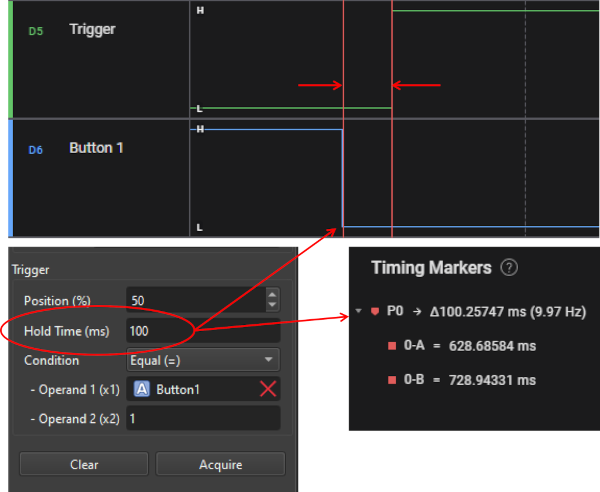 H
D5 Trigger
L
H
D6 Button 1
L
Trigger
Position (%) 50
Hold Time (ms) 100
Condition Equal (=)
- Operand 1 (x1) A Button1
- Operand 2 (x2) 1
Clear Acquire
Timing Markers ?
P0 → Δ100.25747 ms (9.97 Hz)
0-A = 628.68584 ms
0-B = 728.94331 ms